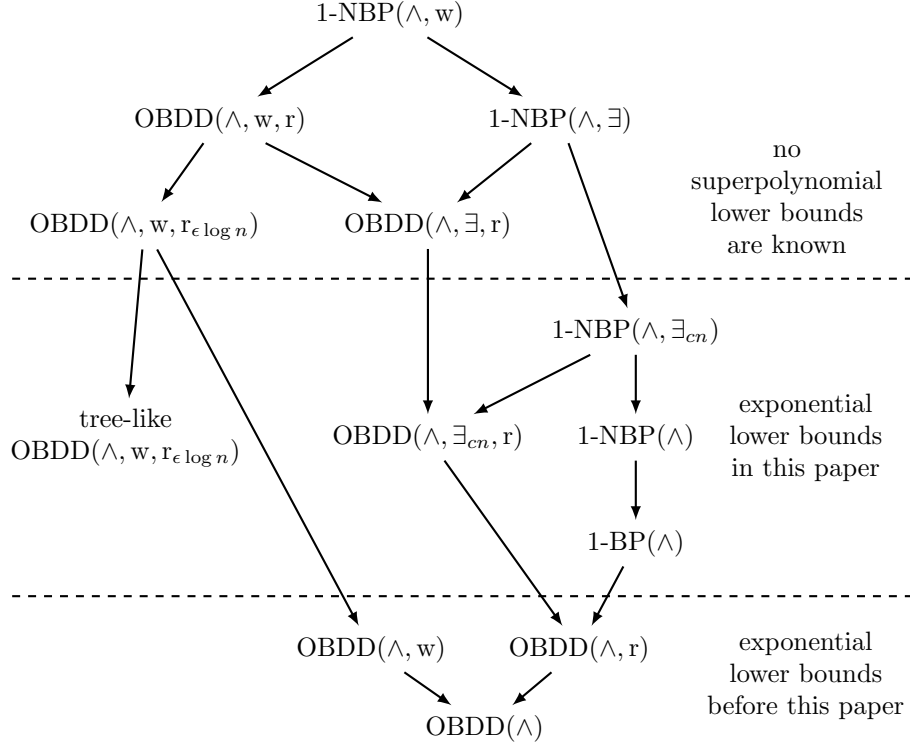 1-NBP(∧, w)
OBDD(∧, w, r)
1-NBP(∧, ∃)
no
superpolynomial
lower bounds
are known
OBDD(∧, w, r_{ϵ log n})
OBDD(∧, ∃, r)
1-NBP(∧, ∃_{cn})
tree-like
OBDD(∧, w, r_{ϵ log n})
OBDD(∧, ∃_{cn}, r)
1-NBP(∧)
exponential
lower bounds
in this paper
1-BP(∧)
OBDD(∧, w)
OBDD(∧, r)
exponential
lower bounds
before this paper
OBDD(∧)